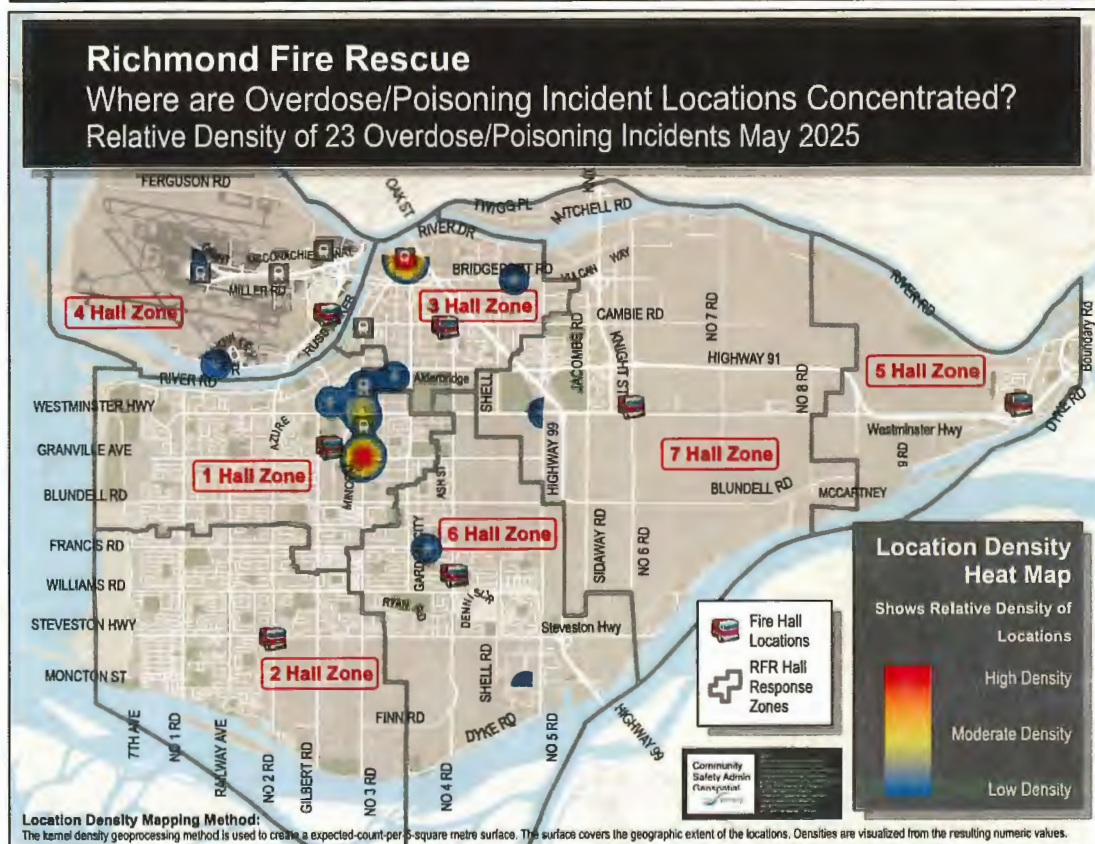 Richmond Fire Rescue
Where are Overdose/Poisoning Incident Locations Concentrated?
Relative Density of 23 Overdose/Poisoning Incidents May 2025
FERGUSON RD
OAK ST
TWIGG PL
MITCHELL RD
RIVER DR
BRIDGEPORT RD
VULCAN WAY
MILLER RD
4 Hall Zone
3 Hall Zone
CAMBIE RD
NO 7 RD
RIVER RD
Boundary Rd
RIVER RD
JACOMBE RD
KNIGHT ST
HIGHWAY 91
NO 8 RD
5 Hall Zone
Alderbridge
SHELL
WESTMINSTER HWY
AZURE
DYKE RD
Westminster Hwy
GRANVILLE AVE
HIGHWAY 99
7 Hall Zone
9 RD
1 Hall Zone
ASH ST
BLUNDELL RD
BLUNDELL RD
MCCARTNEY
FRANCIS RD
6 Hall Zone
SIDAWAY RD
NO 6 RD
WILLIAMS RD
RYAN
STEVESTON HWY
Steveston Hwy
MONCTON ST
2 Hall Zone
SHELL RD
FINN RD
DYKE RD
NO 5 RD
HIGHWAY 99
7TH AVE
NO 1 RD
RAILWAY AVE
NO 2 RD
GILBERT RD
NO 3 RD
NO 4 RD
Fire Hall
Locations
RFR Hall
Response
Zones
Location Density
Heat Map
Shows Relative Density of
Locations
High Density
Moderate Density
Low Density
Community
Safety Admin
Geospatial
Location Density Mapping Method:
The kernel density geoprocessing method is used to create a expected-count-per-5-square metre surface. The surface covers the geographic extent of the locations. Densities are visualized from the resulting numeric values.